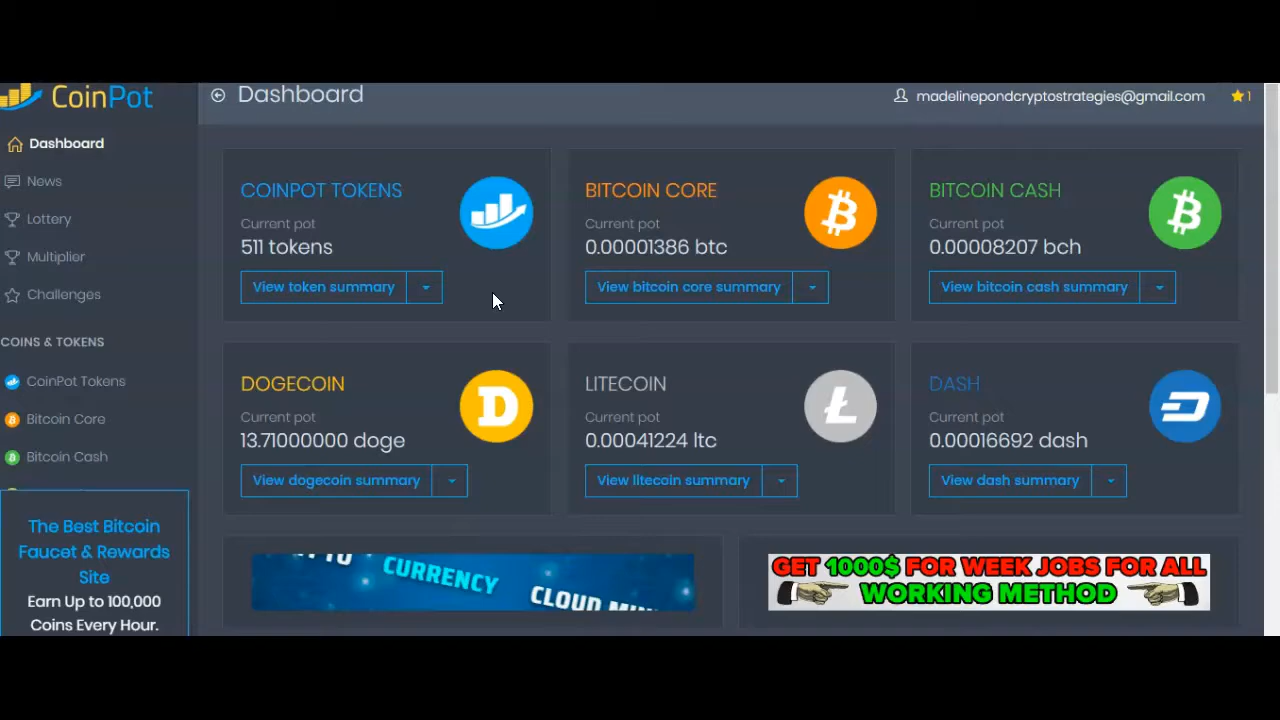 CoinPot
Dashboard
madelinepondcryptostrategies@gmail.com
1
Dashboard
News
Lottery
Multiplier
Challenges
COINS & TOKENS
CoinPot Tokens
Bitcoin Core
Bitcoin Cash
The Best Bitcoin
Faucet & Rewards
Site
Earn Up to 100,000
Coins Every Hour.
COINPOT TOKENS
Current pot
511 tokens
View token summary
BITCOIN CORE
Current pot
0.00001386 btc
View bitcoin core summary
BITCOIN CASH
Current pot
0.00008207 bch
View bitcoin cash summary
DOGECOIN
Current pot
13.71000000 doge
View dogecoin summary
LITECOIN
Current pot
0.00041224 ltc
View litecoin summary
DASH
Current pot
0.00016692 dash
View dash summary
CURRENCY
CLOUD
GET 1000$ FOR WEEK JOBS FOR ALL
WORKING METHOD